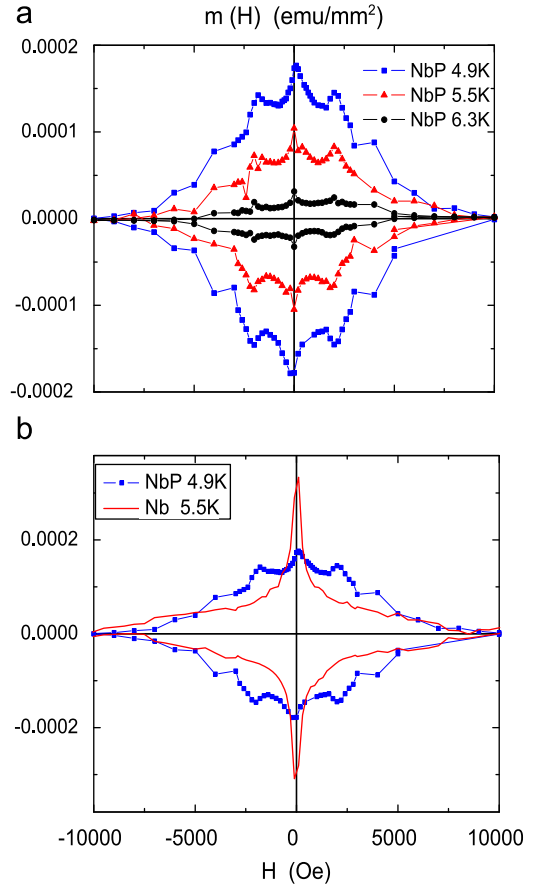 a
m (H) (emu/mm²)
0.0002
NbP 4.9K
NbP 5.5K
NbP 6.3K
0.0001
0.0000
-0.0001
-0.0002
b
NbP 4.9K
Nb 5.5K
0.0002
0.0000
-0.0002
-10000 -5000 0 5000 10000
H (Oe)